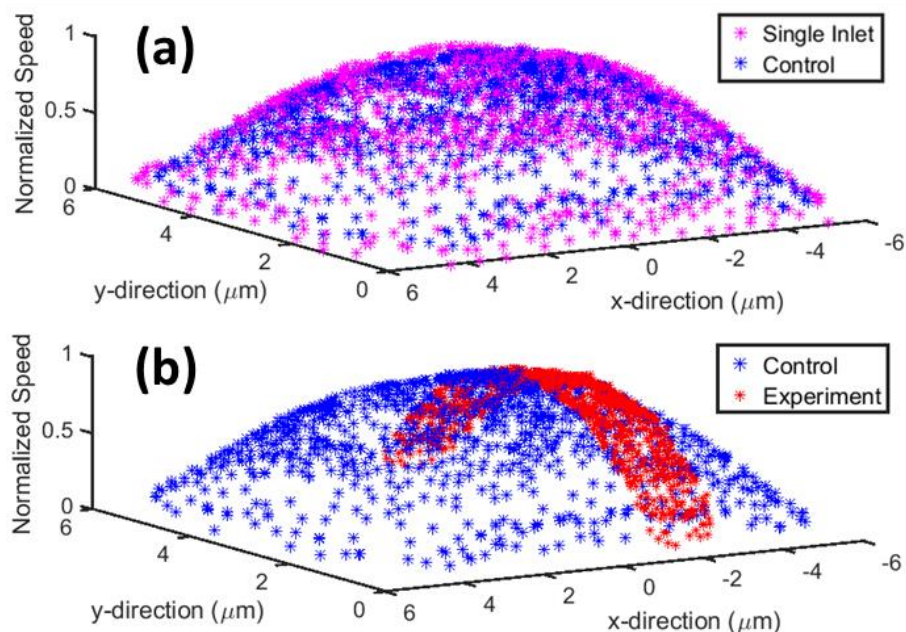 (a)
Single Inlet
Control
Normalized Speed
1
0.5
0
6
4
2
0
y-direction (μm)
6
4
2
0
-2
-4
-6
x-direction (μm)
(b)
Control
Experiment
Normalized Speed
1
0.5
0
6
4
2
0
y-direction (μm)
6
4
2
0
-2
-4
-6
x-direction (μm)